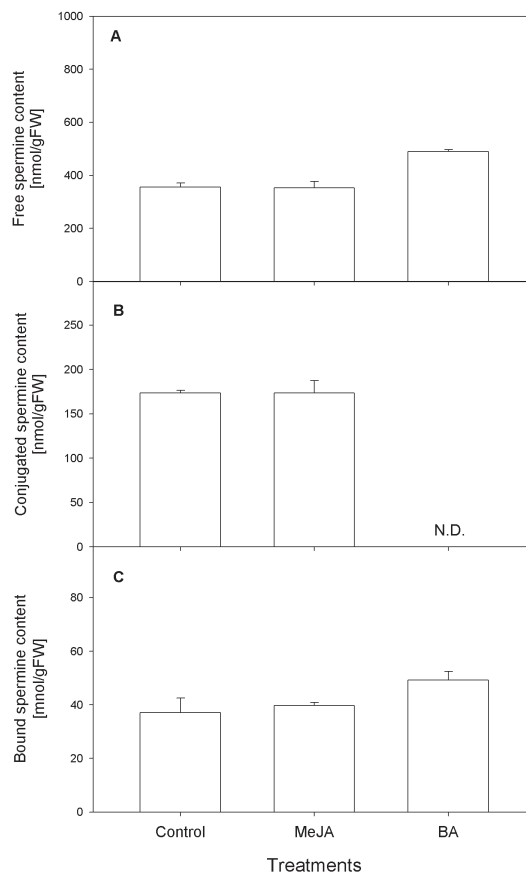 1000
A
800
600
400
200
0
Free spermine content
[nmol/gFW]
B
250
200
150
100
50
0
Conjugated spermine content
[nmol/gFW]
N.D.
C
80
60
40
20
0
Bound spermine content
[mnol/gFW]
Control MeJA BA
Treatments